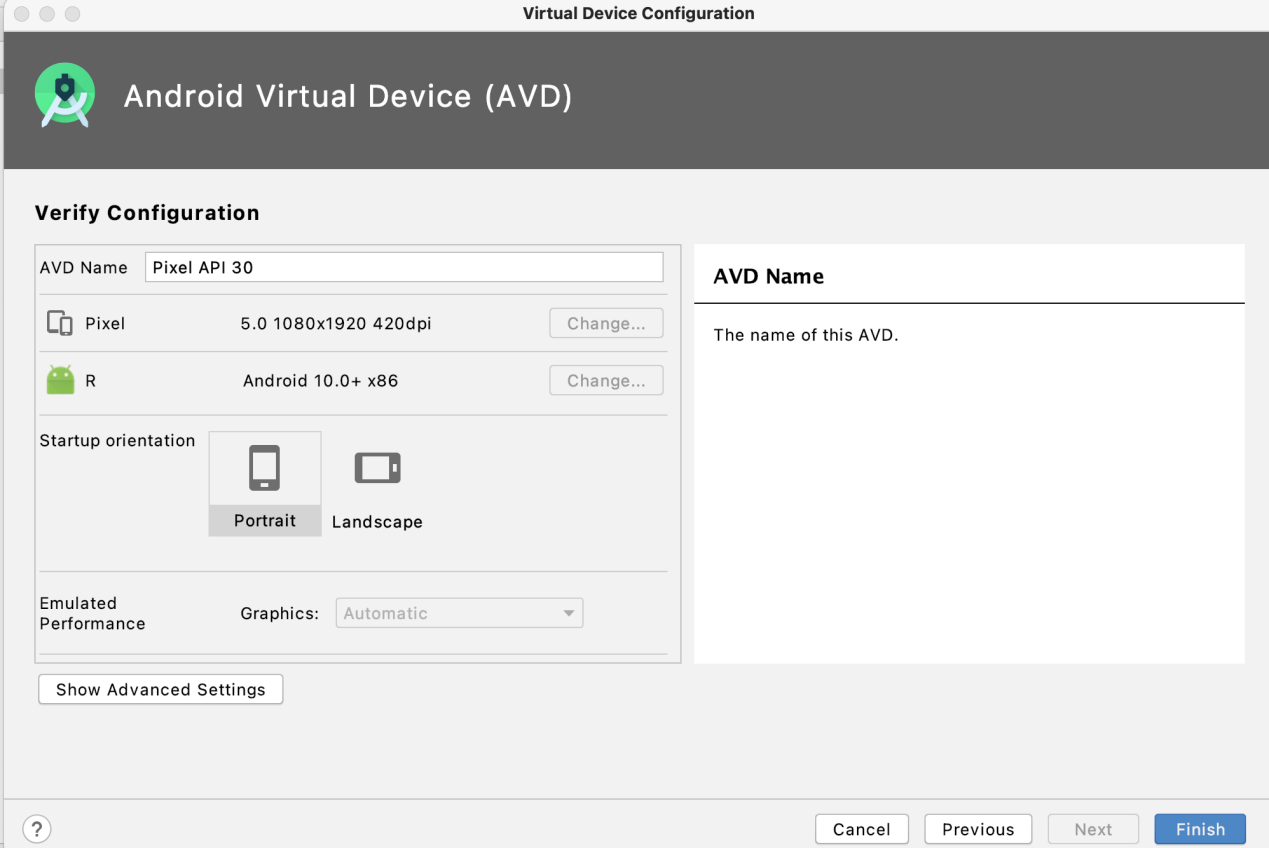 Virtual Device Configuration
Android Virtual Device (AVD)
Verify Configuration
AVD Name Pixel API 30
Pixel 5.0 1080x1920 420dpi Change...
R Android 10.0+ x86 Change...
Startup orientation
Portrait Landscape
Emulated
Performance
Graphics: Automatic
Show Advanced Settings
AVD Name
The name of this AVD.
? Cancel Previous Next Finish